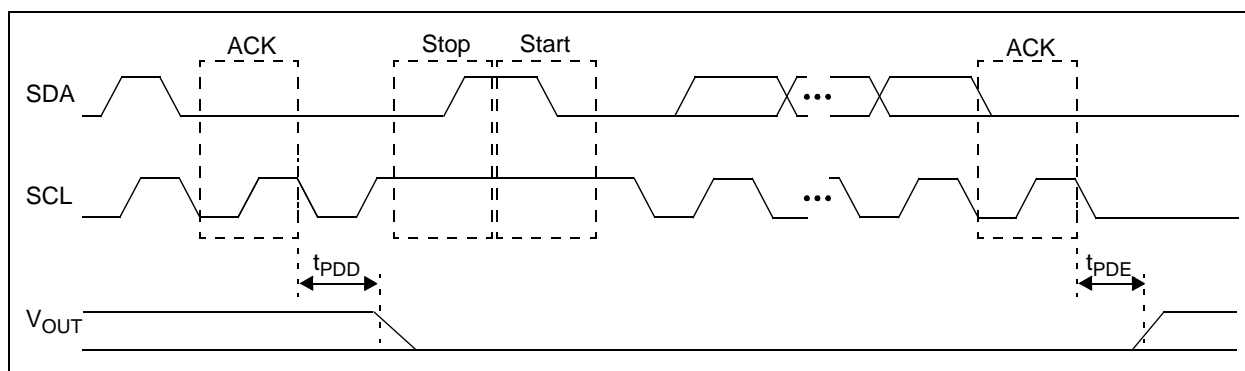 ACK
Stop
Start
ACK
SDA
•••
SCL
•••
tPDD
tPDE
VOUT